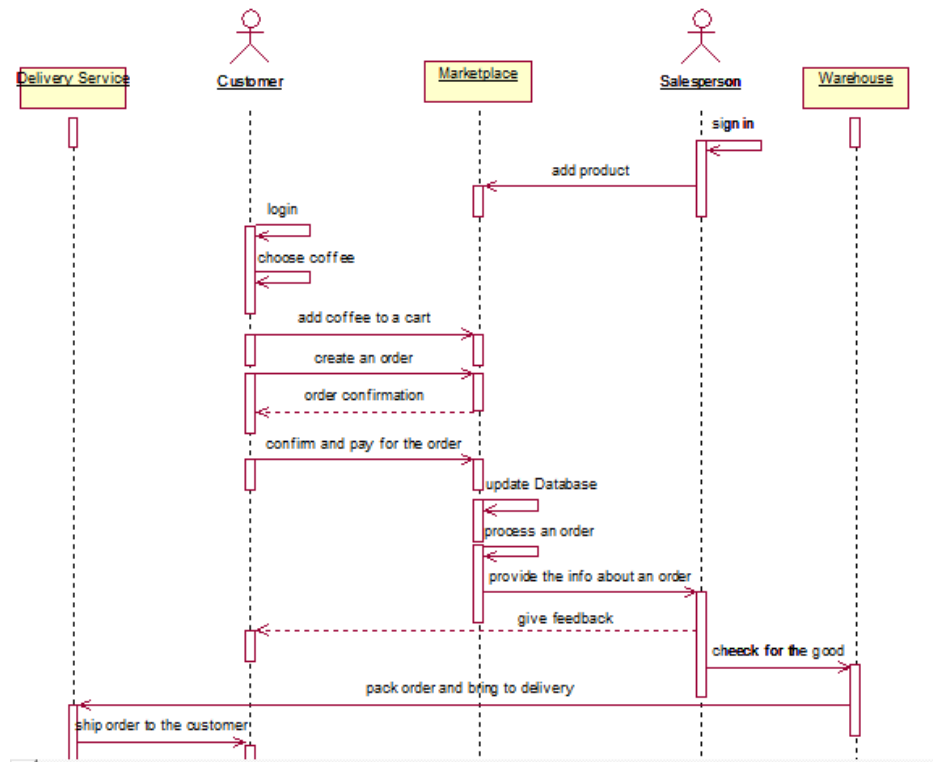 Delivery Service
Customer
Marketplace
Salesperson
Warehouse
sign in
add product
login
choose coffee
add coffee to a cart
create an order
order confirmation
confirm and pay for the order
update Database
process an order
provide the info about an order
give feedback
cheeck for the good
pack order and bring to delivery
ship order to the customer